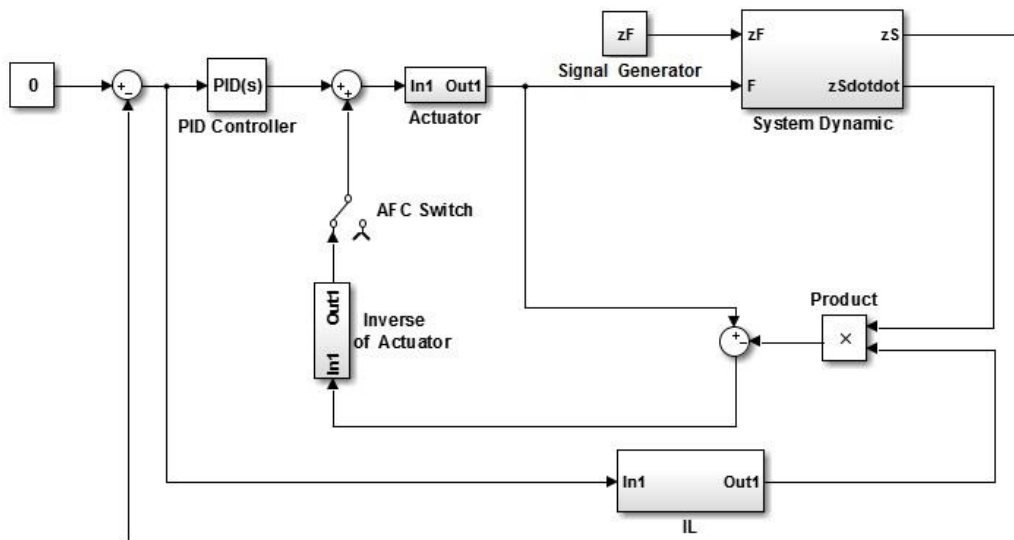 zF
Signal Generator
zF
zS
F
zSdotdot
System Dynamic
0
+
−
PID(s)
PID Controller
+
+
In1 Out1
Actuator
AFC Switch
Out1
In1
Inverse
of Actuator
Product
×
+
−
In1
Out1
IL